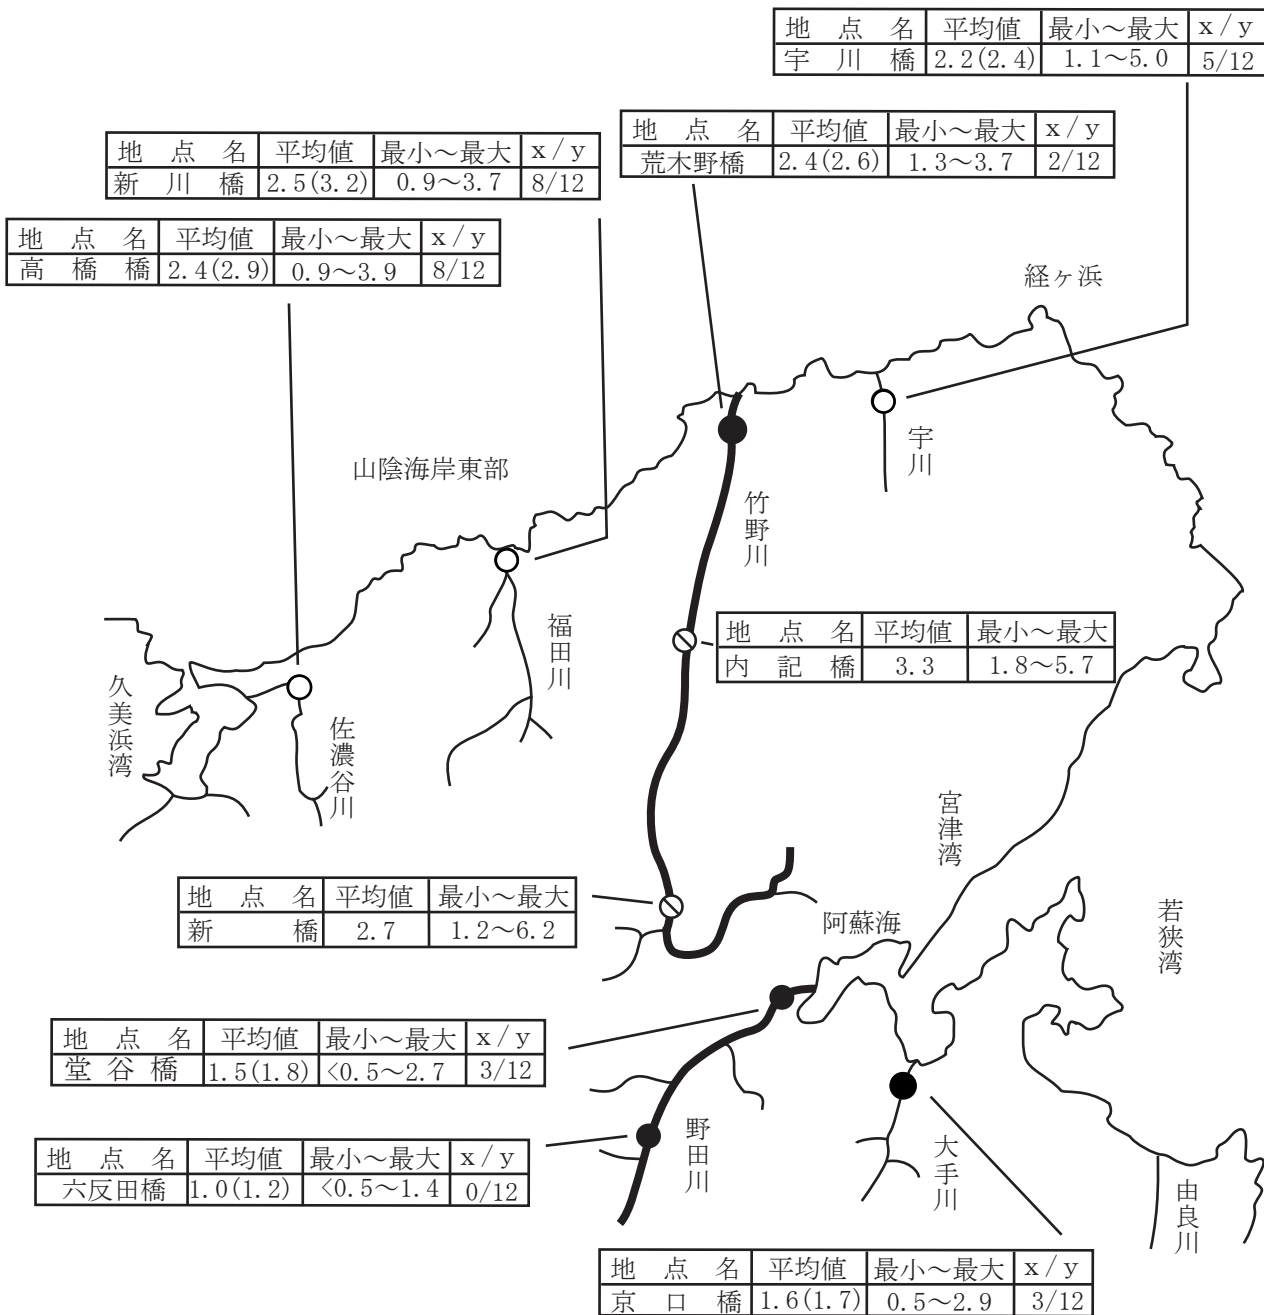 地点名 平均値 最小～最大 x/y
宇川橋 2.2(2.4) 1.1～5.0 5/12
地点名 平均値 最小～最大 x/y
荒木野橋 2.4(2.6) 1.3～3.7 2/12
地点名 平均値 最小～最大 x/y
新川橋 2.5(3.2) 0.9～3.7 8/12
地点名 平均値 最小～最大 x/y
高橋橋 2.4(2.9) 0.9～3.9 8/12
経ヶ浜
宇川
山陰海岸東部
竹野川
福田川
地点名 平均値 最小～最大
内記橋 3.3 1.8～5.7
久美浜湾
佐濃谷川
宮津湾
地点名 平均値 最小～最大
新橋 2.7 1.2～6.2
阿蘇海
若狭湾
地点名 平均値 最小～最大 x/y
堂谷橋 1.5(1.8) <0.5～2.7 3/12
野田川
大手川
地点名 平均値 最小～最大 x/y
六反田橋 1.0(1.2) <0.5～1.4 0/12
由良川
地点名 平均値 最小～最大 x/y
京口橋 1.6(1.7) 0.5～2.9 3/12